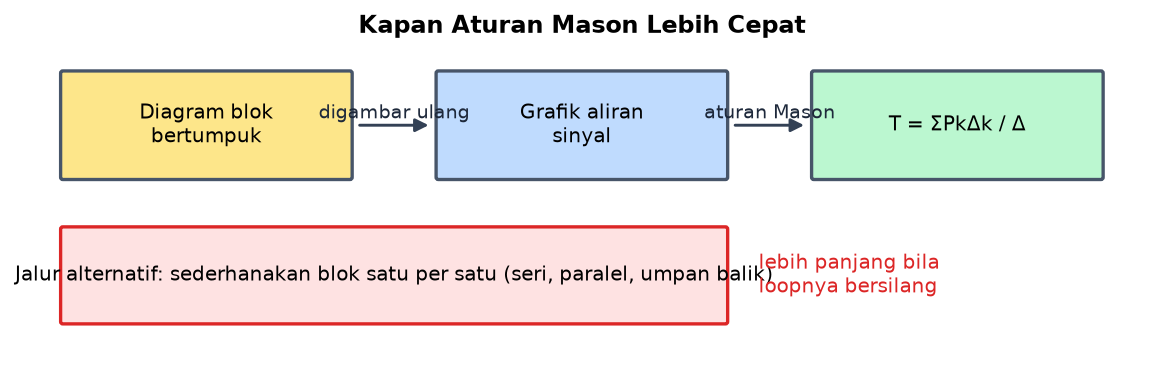 Kapan Aturan Mason Lebih Cepat
Diagram blok
bertumpuk
digambar ulang
Grafik aliran
sinyal
aturan Mason
T = ΣPkΔk / Δ
Jalur alternatif: sederhanakan blok satu per satu (seri, paralel, umpan balik)
lebih panjang bila
loopnya bersilang